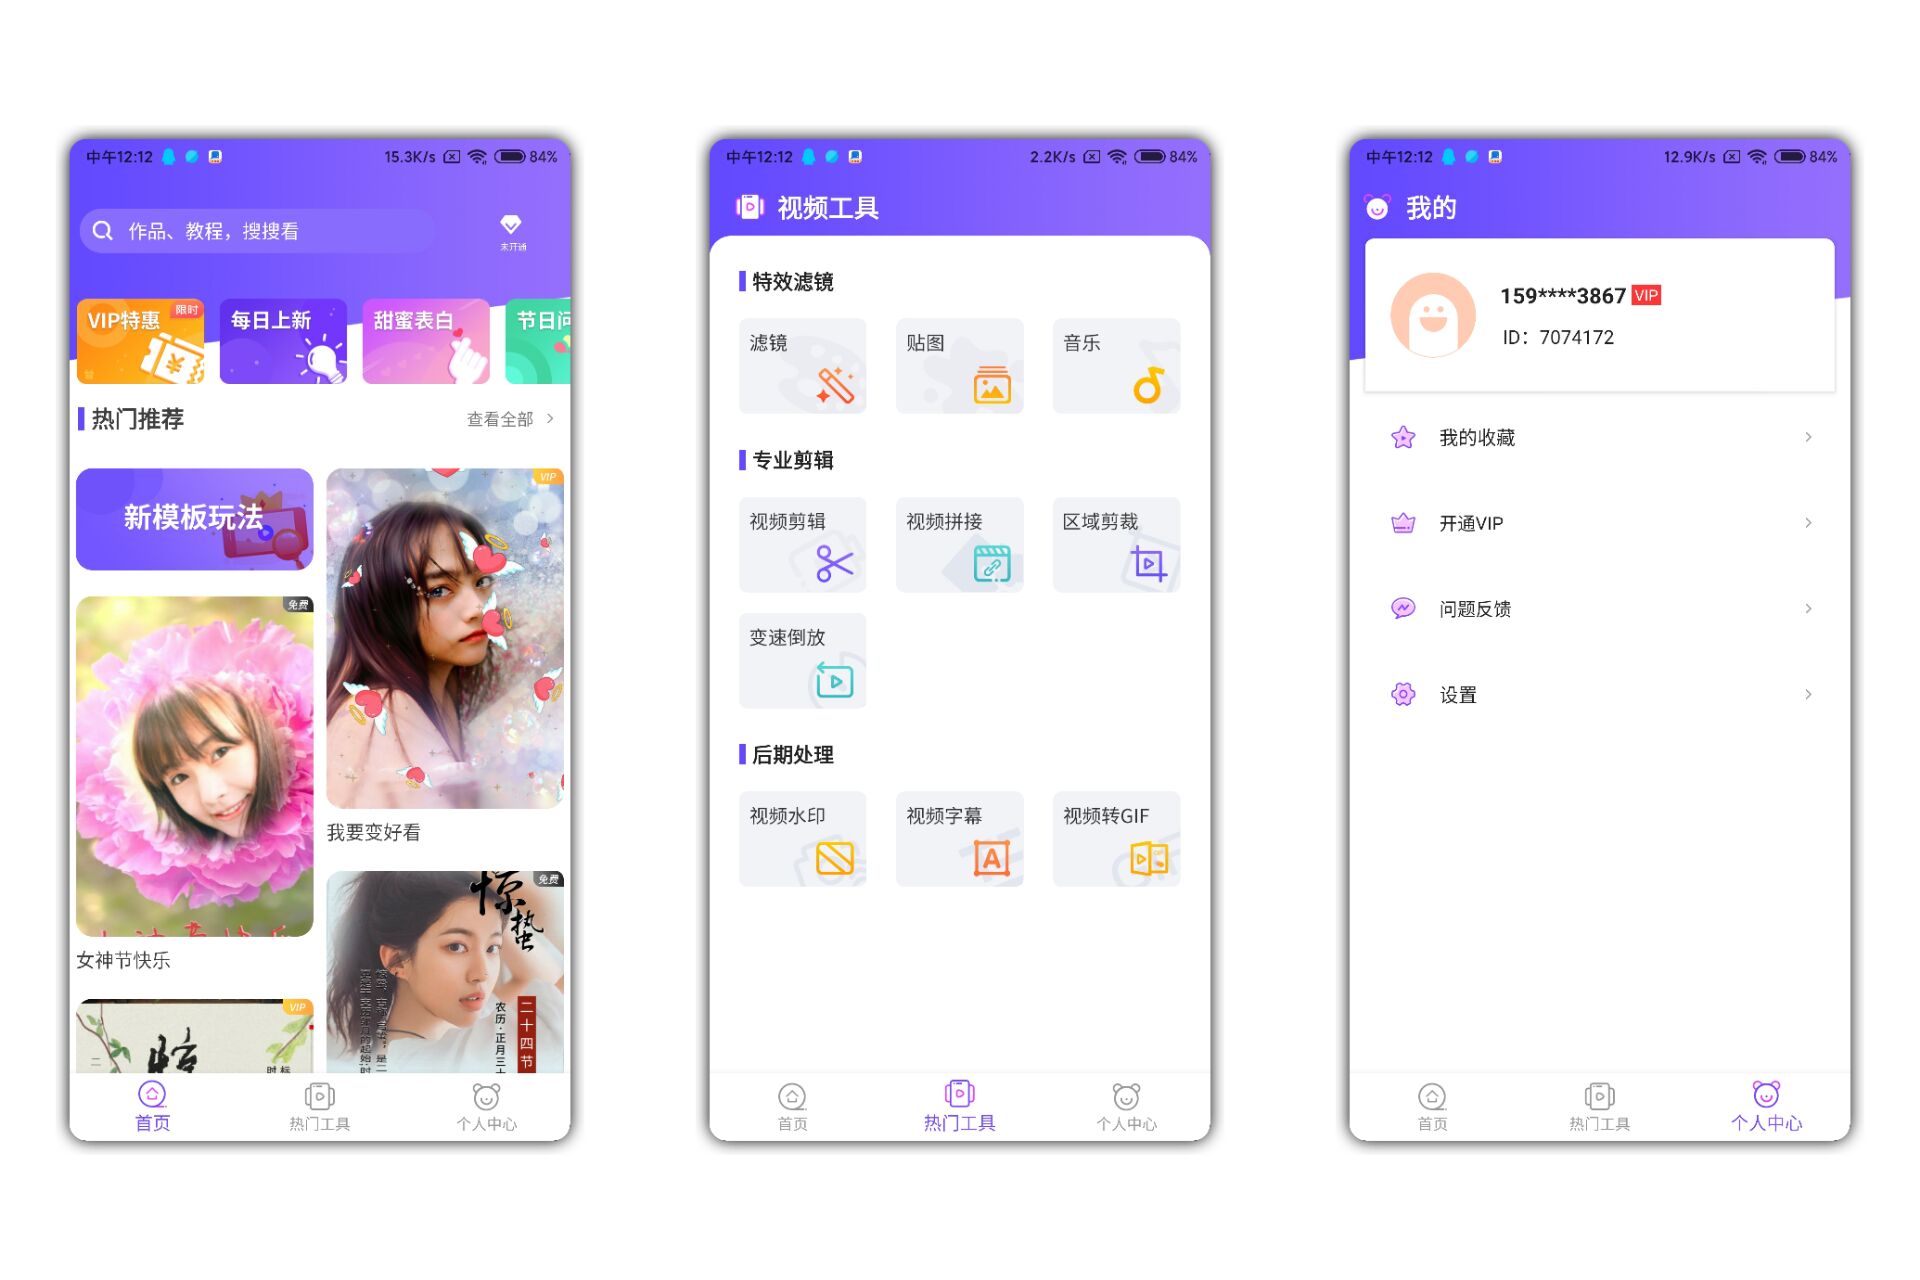 中午12:12
15.3K/s
84%
作品、教程，搜搜看
未开通
VIP特惠
限时
每日上新
甜蜜表白
节日问
热门推荐
查看全部
新模板玩法
VIP
免费
我要变好看
女神节快乐
免费
惊蛰
二十四节
农历·正月三十
VIP
首页
热门工具
个人中心
中午12:12
2.2K/s
84%
视频工具
特效滤镜
滤镜
贴图
音乐
专业剪辑
视频剪辑
视频拼接
区域剪裁
变速倒放
后期处理
视频水印
视频字幕
视频转GIF
首页
热门工具
个人中心
中午12:12
12.9K/s
84%
我的
159****3867 VIP
ID：7074172
我的收藏
开通VIP
问题反馈
设置
首页
热门工具
个人中心